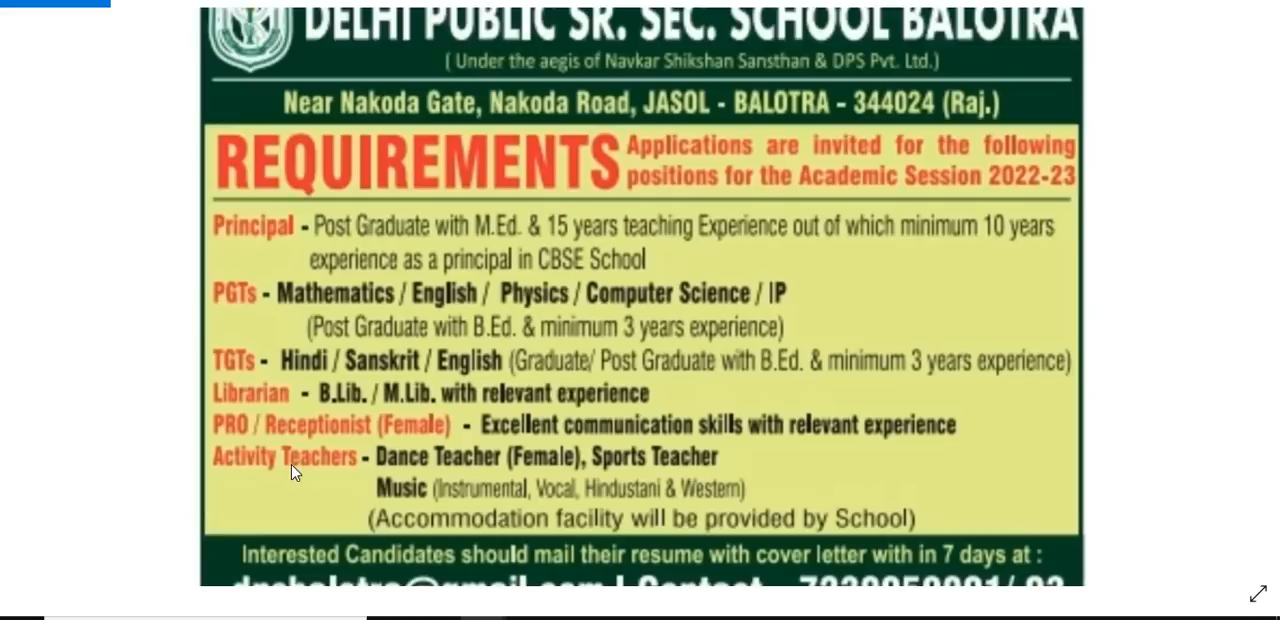 DELHI PUBLIC SR. SEC. SCHOOL BALOTRA
( Under the aegis of Navkar Shikshan Sansthan & DPS Pvt. Ltd.)
Near Nakoda Gate, Nakoda Road, JASOL - BALOTRA - 344024 (Raj.)
REQUIREMENTS
Applications are invited for the following
positions for the Academic Session 2022-23
Principal - Post Graduate with M.Ed. & 15 years teaching Experience out of which minimum 10 years
experience as a principal in CBSE School
PGTs - Mathematics / English / Physics / Computer Science / IP
(Post Graduate with B.Ed. & minimum 3 years experience)
TGTs - Hindi / Sanskrit / English (Graduate/ Post Graduate with B.Ed. & minimum 3 years experience)
Librarian - B.Lib. / M.Lib. with relevant experience
PRO / Receptionist (Female) - Excellent communication skills with relevant experience
Activity Teachers - Dance Teacher (Female), Sports Teacher
Music (Instrumental, Vocal, Hindustani & Western)
(Accommodation facility will be provided by School)
Interested Candidates should mail their resume with cover letter with in 7 days at :